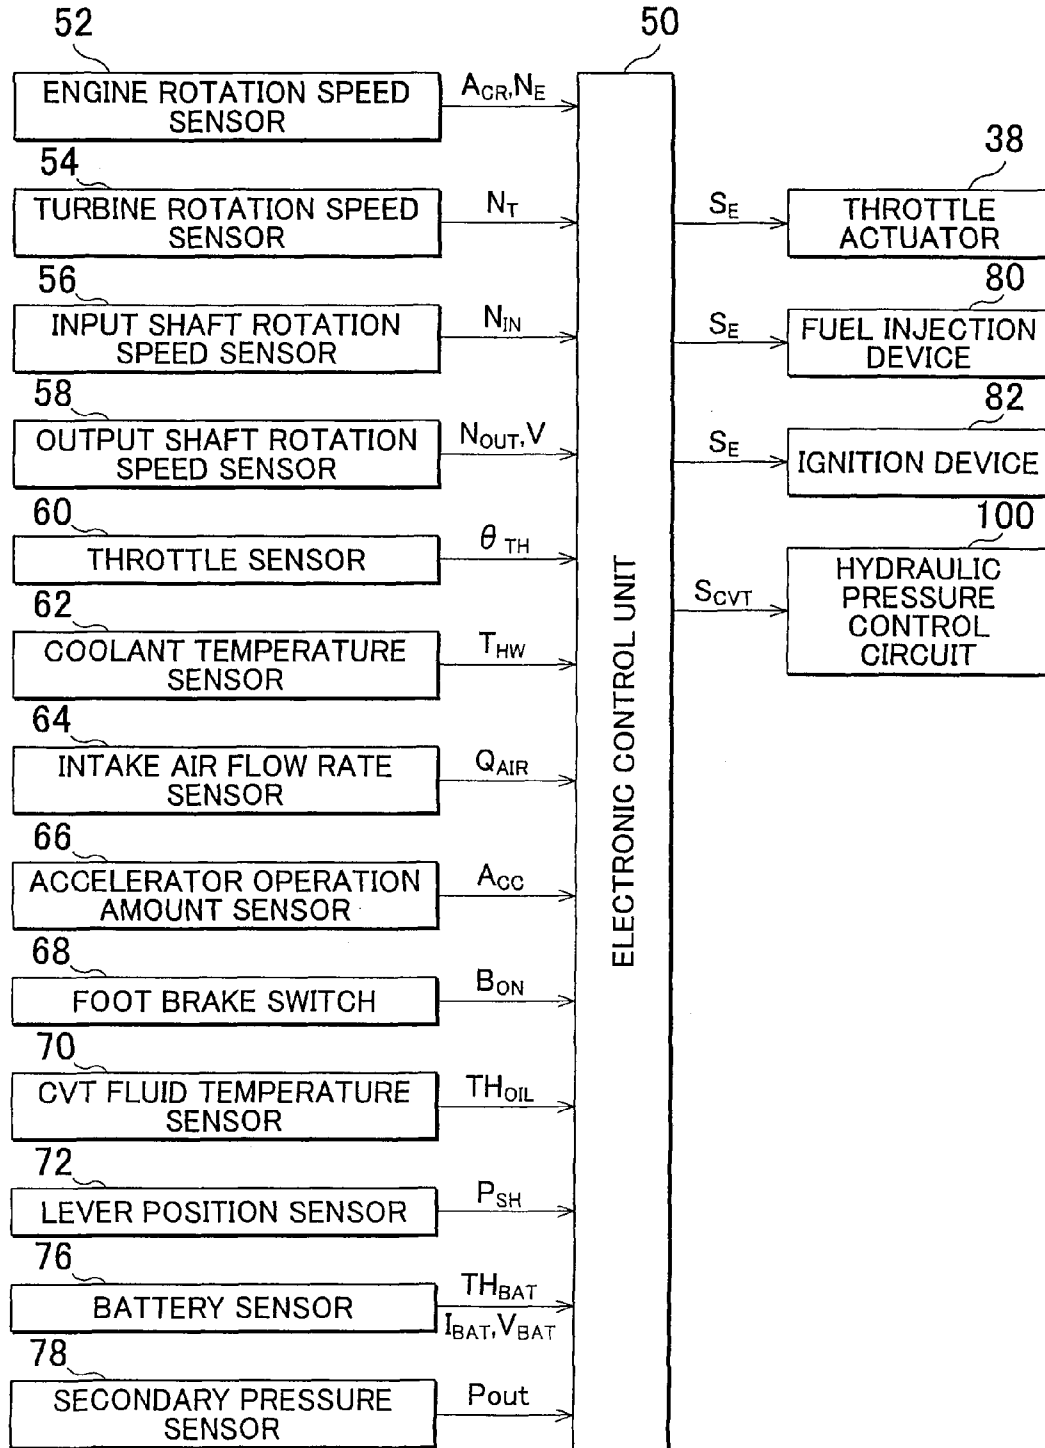 52
ENGINE ROTATION SPEED
SENSOR
A_CR,N_E
54
TURBINE ROTATION SPEED
SENSOR
N_T
56
INPUT SHAFT ROTATION
SPEED SENSOR
N_IN
58
OUTPUT SHAFT ROTATION
SPEED SENSOR
N_OUT,V
60
THROTTLE SENSOR
θ_TH
62
COOLANT TEMPERATURE
SENSOR
T_HW
64
INTAKE AIR FLOW RATE
SENSOR
Q_AIR
66
ACCELERATOR OPERATION
AMOUNT SENSOR
A_CC
68
FOOT BRAKE SWITCH
B_ON
70
CVT FLUID TEMPERATURE
SENSOR
TH_OIL
72
LEVER POSITION SENSOR
P_SH
76
BATTERY SENSOR
TH_BAT
I_BAT,V_BAT
78
SECONDARY PRESSURE
SENSOR
Pout
50
ELECTRONIC CONTROL UNIT
S_E
38
THROTTLE
ACTUATOR
S_E
80
FUEL INJECTION
DEVICE
S_E
82
IGNITION DEVICE
S_CVT
100
HYDRAULIC
PRESSURE
CONTROL
CIRCUIT